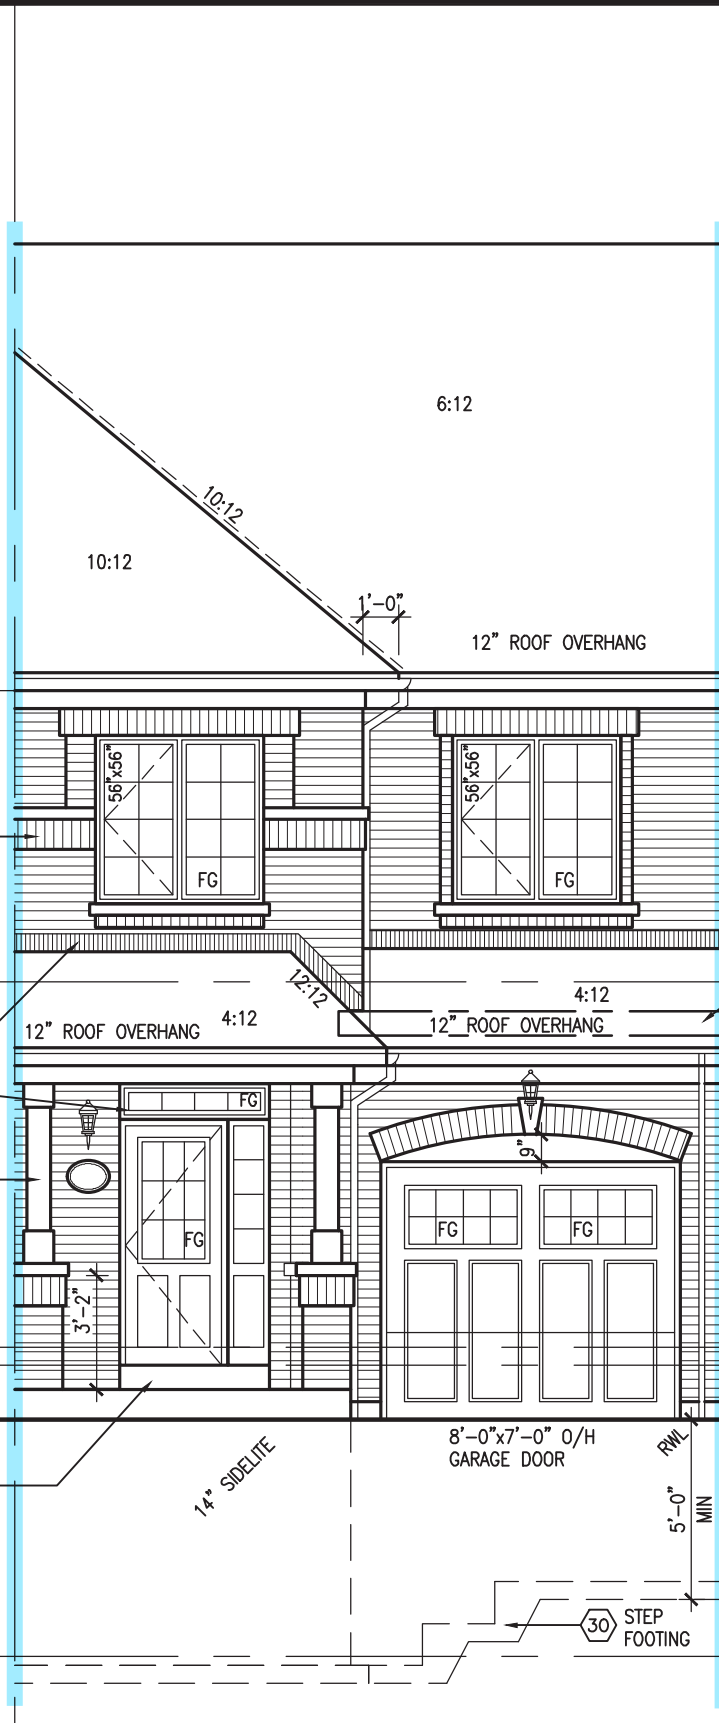 6:12
10:12
10:12
1'-0"
12" ROOF OVERHANG
56"x56"
56"x56"
FG
FG
12:12
4:12
4:12
12" ROOF OVERHANG
12" ROOF OVERHANG
FG
9"
FG
FG
FG
3'-2"
8'-0"x7'-0" O/H
GARAGE DOOR
RWL
14" SIDELITE
5'-0"
MIN
30
STEP
FOOTING